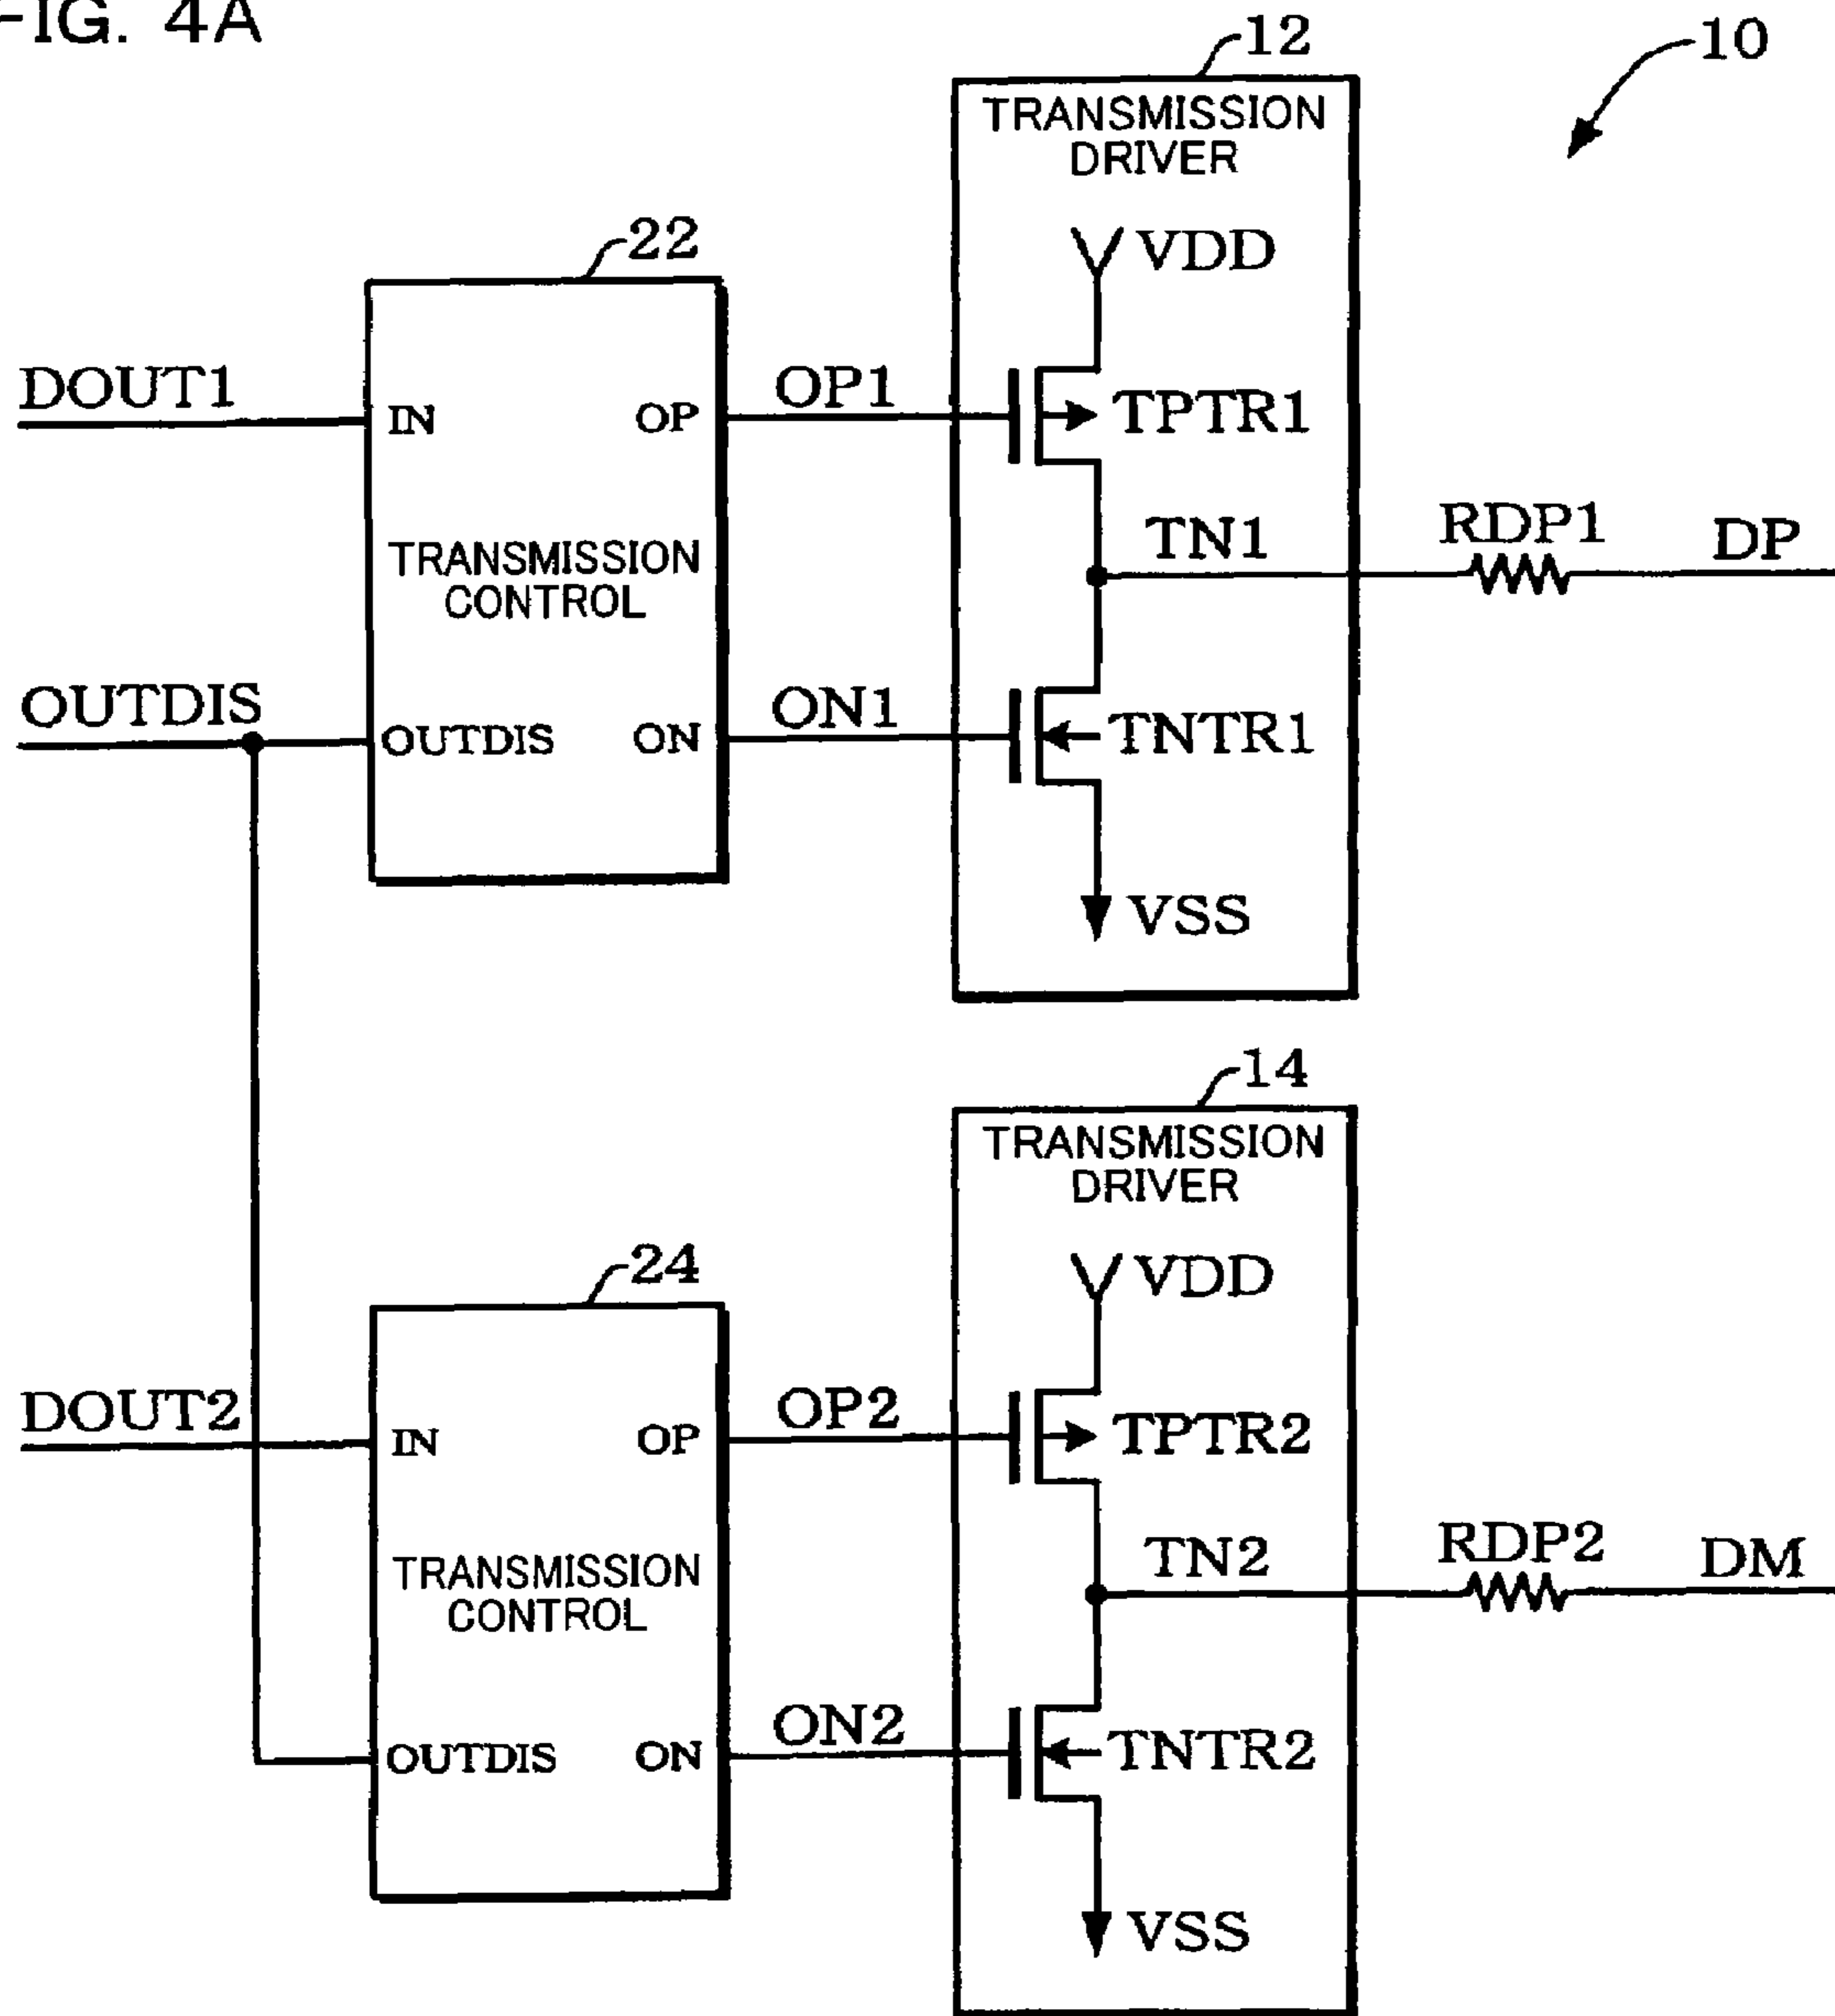 FIG. 4A
12
10
TRANSMISSION
DRIVER
22
VDD
DOUT1
IN
OP
OP1
TPTR1
TRANSMISSION
CONTROL
TN1
RDP1
DP
OUTDIS
OUTDIS
ON
ON1
TNTR1
VSS
14
TRANSMISSION
DRIVER
24
VDD
DOUT2
IN
OP
OP2
TPTR2
TRANSMISSION
CONTROL
TN2
RDP2
DM
OUTDIS
ON
ON2
TNTR2
VSS